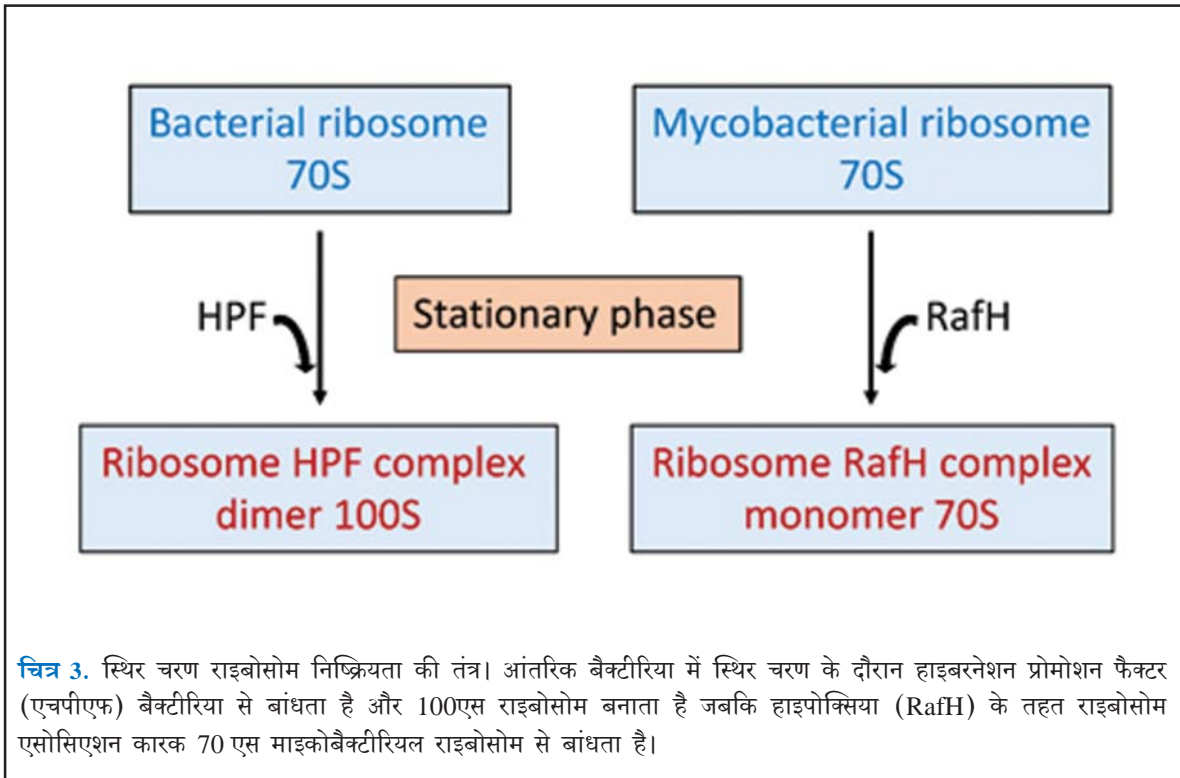 Bacterial ribosome
70S
Mycobacterial ribosome
70S
HPF
Stationary phase
RafH
Ribosome HPF complex
dimer 100S
Ribosome RafH complex
monomer 70S
चित्र 3. स्थिर चरण राइबोसोम निष्क्रियता की तंत्र। आंतरिक बैक्टीरिया में स्थिर चरण के दौरान हाइबरनेशन प्रोमोशन फैक्टर
(एचपीएफ) बैक्टीरिया से बांधता है और 100एस राइबोसोम बनाता है जबकि हाइपोक्सिया (RafH) के तहत राइबोसोम
एसोसिएशन कारक 70 एस माइकोबैक्टीरियल राइबोसोम से बांधता है।